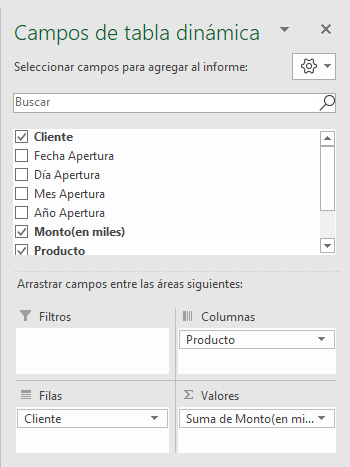 Campos de tabla dinámica
Seleccionar campos para agregar al informe:
Buscar
Cliente
Fecha Apertura
Día Apertura
Mes Apertura
Año Apertura
Monto(en miles)
Producto
Arrastrar campos entre las áreas siguientes:
Filtros
Columnas
Producto
Filas
Σ Valores
Cliente
Suma de Monto(en mi...